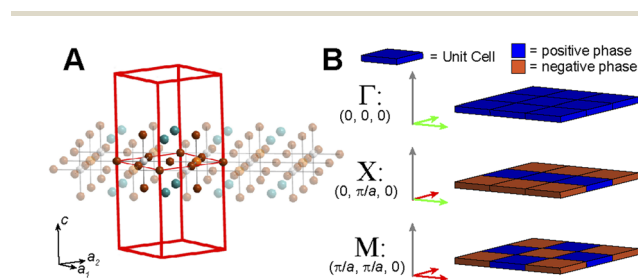 A
c
a2
a1
B
= Unit Cell
= positive phase
= negative phase
Γ:
(0, 0, 0)
X:
(0, π/a, 0)
M:
(π/a, π/a, 0)